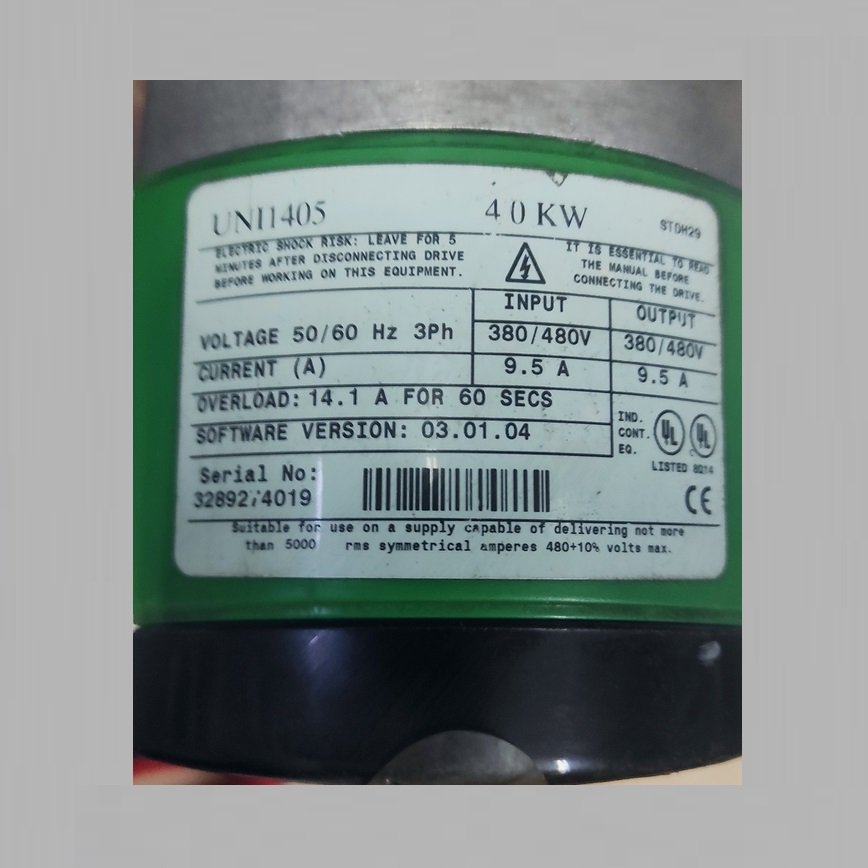 UNI1405 4 0 KW STDH29
ELECTRIC SHOCK RISK: LEAVE FOR 5
MINUTES AFTER DISCONNECTING DRIVE
BEFORE WORKING ON THIS EQUIPMENT.
IT IS ESSENTIAL TO READ
THE MANUAL BEFORE
CONNECTING THE DRIVE.
INPUT OUTPUT
VOLTAGE 50/60 Hz 3Ph 380/480V 380/480V
CURRENT (A) 9.5 A 9.5 A
OVERLOAD: 14.1 A FOR 60 SECS
SOFTWARE VERSION: 03.01.04
IND.
CONT.
EQ.
UL UL
C
LISTED 8D14
Serial No:
CE
Suitable for use on a supply capable of delivering not more
than 5000 rms symmetrical amperes 480+10% volts max.